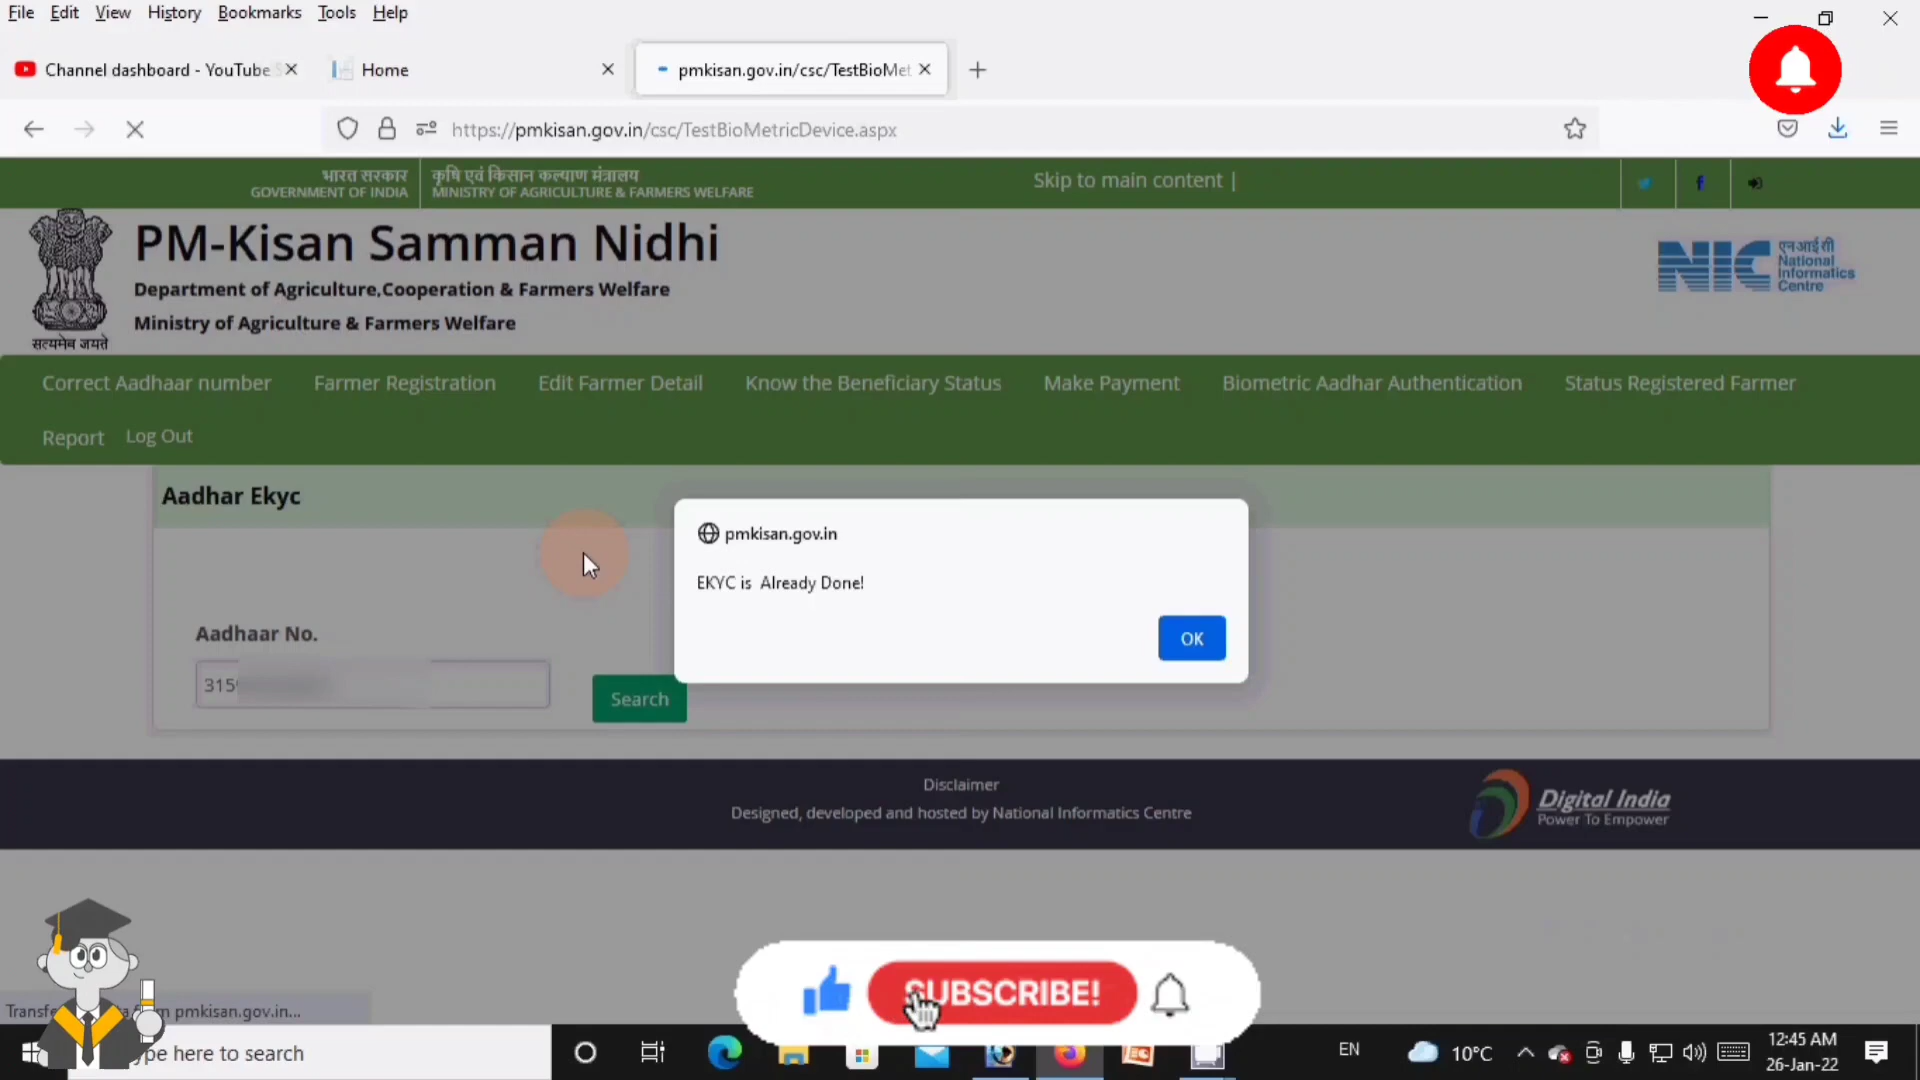 File Edit View History Bookmarks Tools Help
Channel dashboard - YouTube
Home
pmkisan.gov.in/csc/TestBioMet
https://pmkisan.gov.in/csc/TestBioMetricDevice.aspx
भारत सरकार
GOVERNMENT OF INDIA
कृषि एवं किसान कल्याण मंत्रालय
MINISTRY OF AGRICULTURE & FARMERS WELFARE
Skip to main content |
PM-Kisan Samman Nidhi
Department of Agriculture,Cooperation & Farmers Welfare
Ministry of Agriculture & Farmers Welfare
सत्यमेव जयते
NIC
एनआईसी
National
Informatics
Centre
Correct Aadhaar number Farmer Registration Edit Farmer Detail Know the Beneficiary Status Make Payment Biometric Aadhar Authentication Status Registered Farmer
Report Log Out
Aadhar Ekyc
pmkisan.gov.in
EKYC is Already Done!
OK
Aadhaar No.
Search
Disclaimer
Designed, developed and hosted by National Informatics Centre
Digital India
Power To Empower
SUBSCRIBE!
pmkisan.gov.in...
here to search
EN
10°C
12:45 AM
26-Jan-22